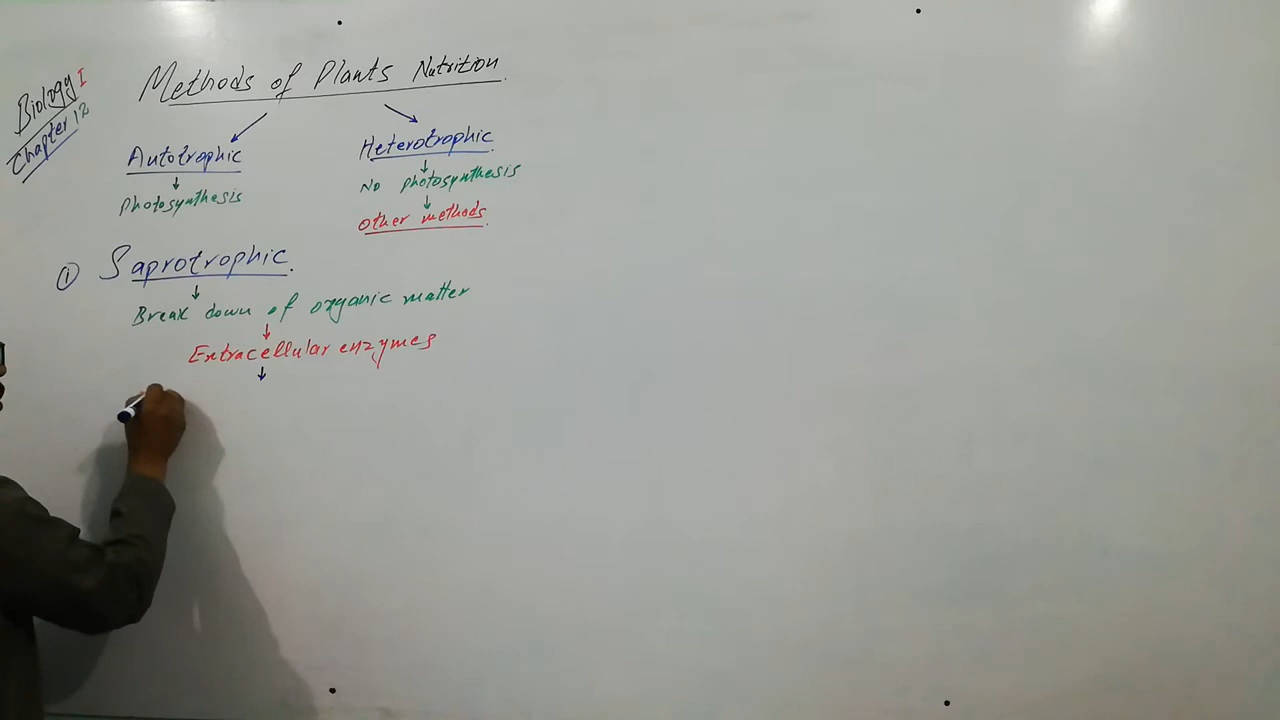 Biology I
Chapter 12
Methods of Plants Nutrition.
Autotrophic
Photosynthesis
Heterotrophic
No photosynthesis
Other methods.
① Saprotrophic.
Break down of organic matter
Extracellular enzymes